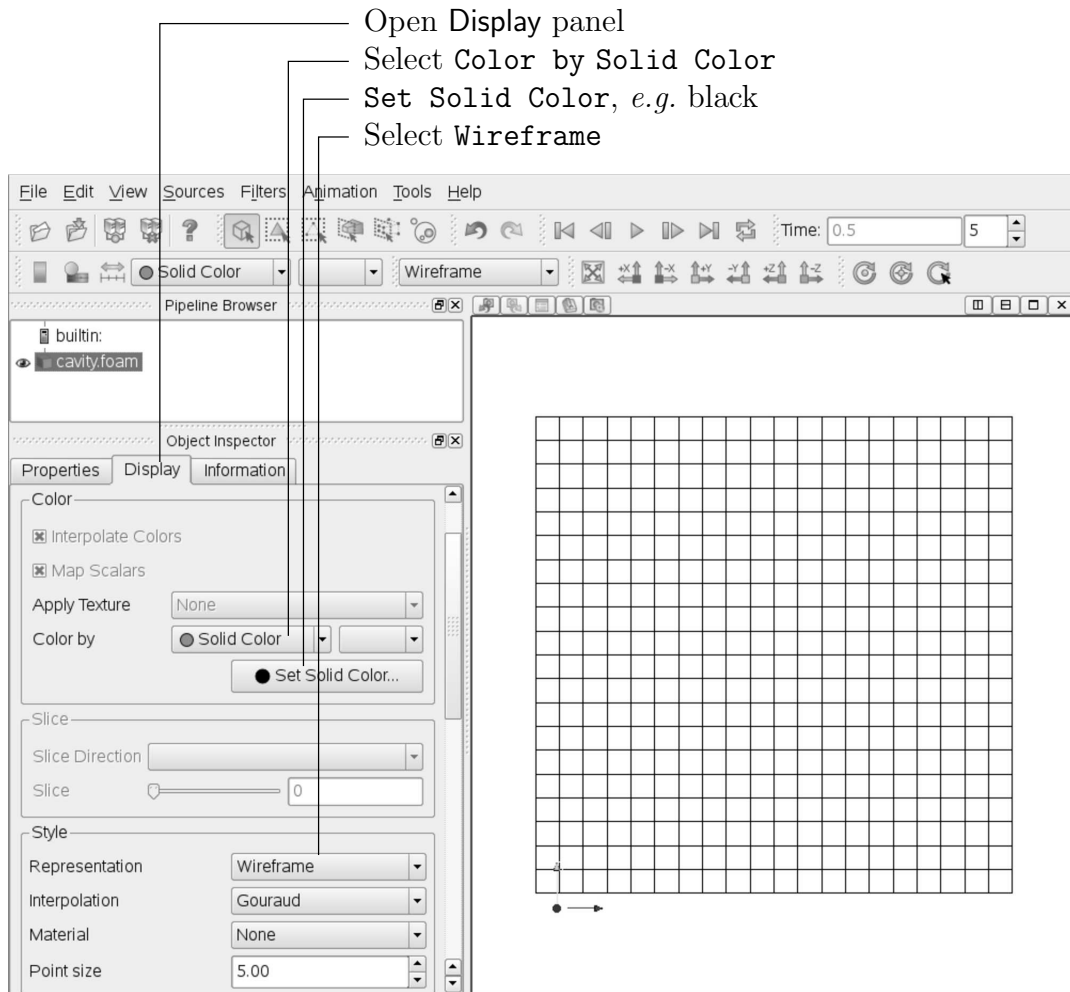 Open Display panel
Select Color by Solid Color
Set Solid Color, e.g. black
Select Wireframe
File Edit View Sources Filters Animation Tools Help
? Time: 0.5 5
Solid Color Wireframe +X -X +Y -Y +Z -Z
Pipeline Browser
builtin:
cavity.foam
Object Inspector
Properties Display Information
Color
Interpolate Colors
Map Scalars
Apply Texture None
Color by Solid Color
Set Solid Color...
Slice
Slice Direction
Slice 0
Style
Representation Wireframe
Interpolation Gouraud
Material None
Point size 5.00